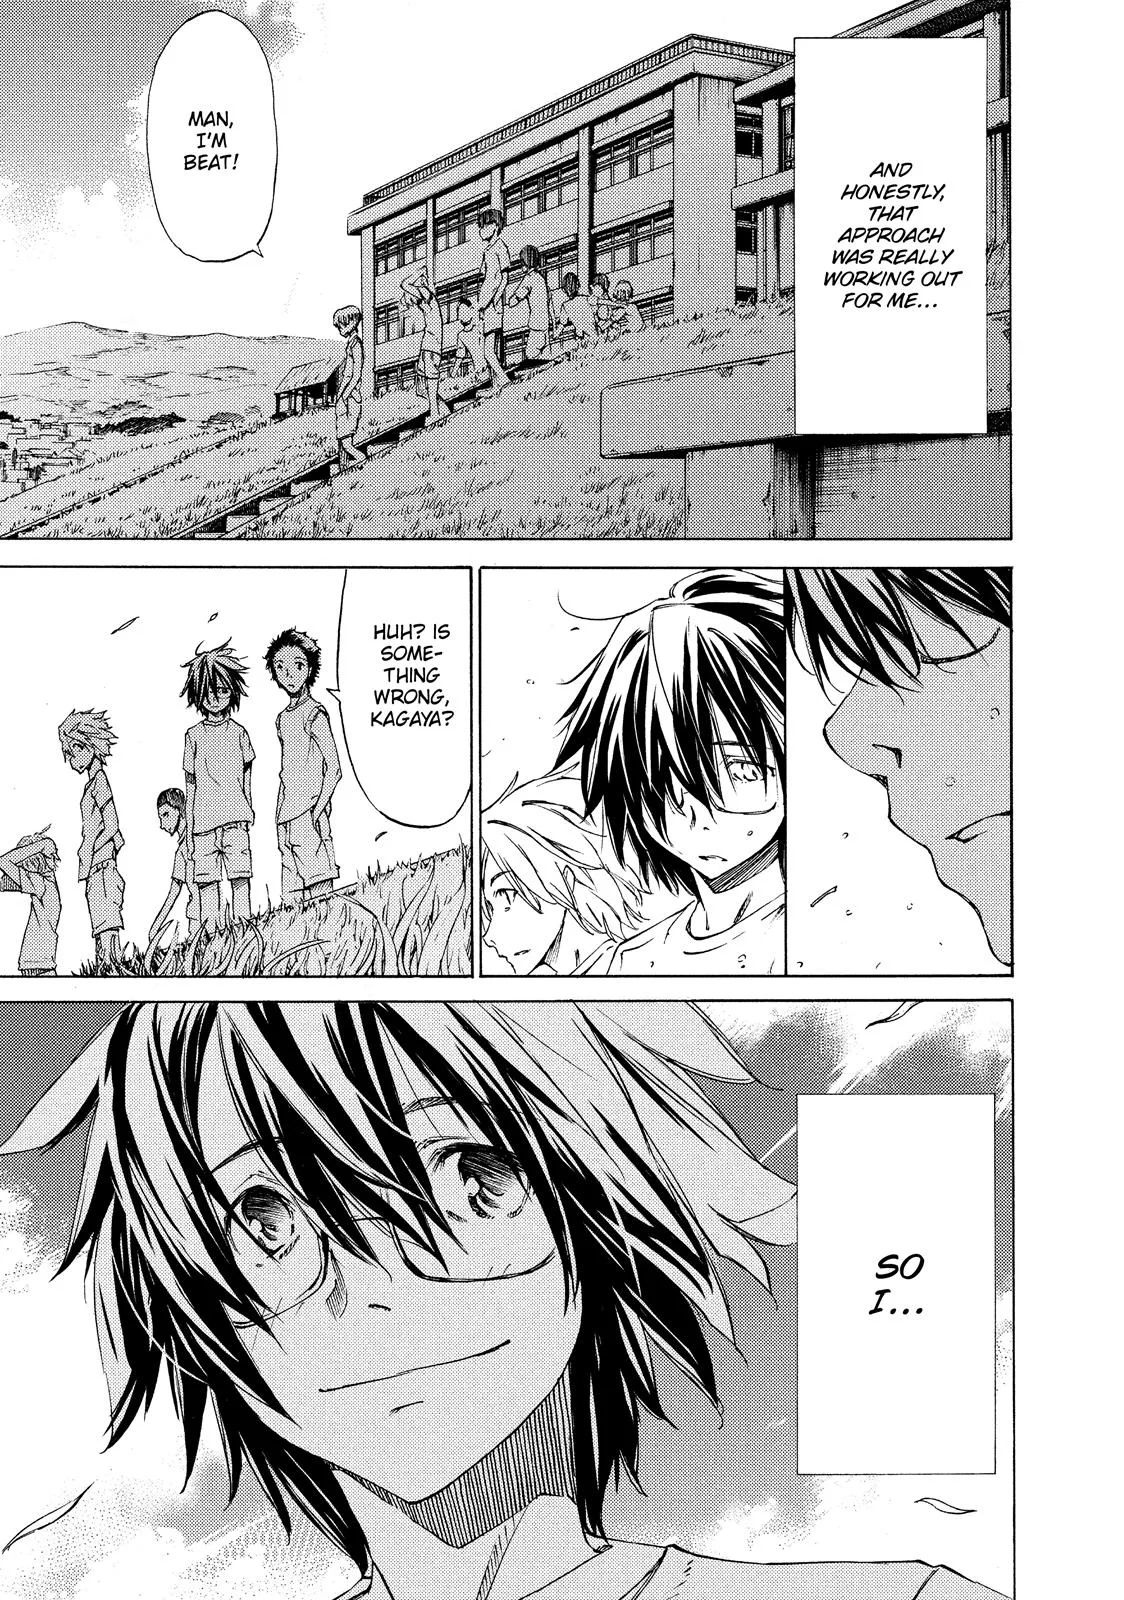 AND
HONESTLY,
THAT
APPROACH
WAS REALLY
WORKING OUT
FOR ME...
MAN,
I'M
BEAT!
HUH? IS
SOME-
THING
WRONG,
KAGAYA?
SO
I...